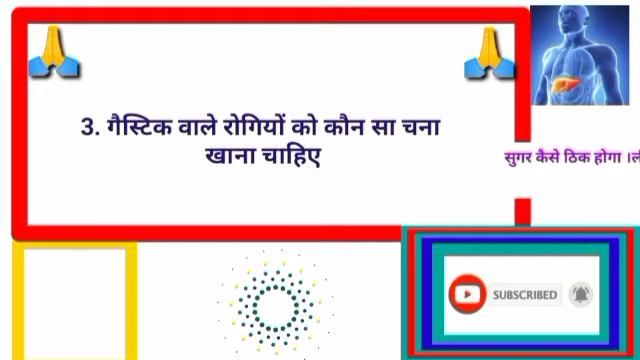 3. गैस्टिक वाले रोगियों को कौन सा चना
खाना चाहिए
सुगर कैसे ठिक होगा ।
SUBSCRIBED